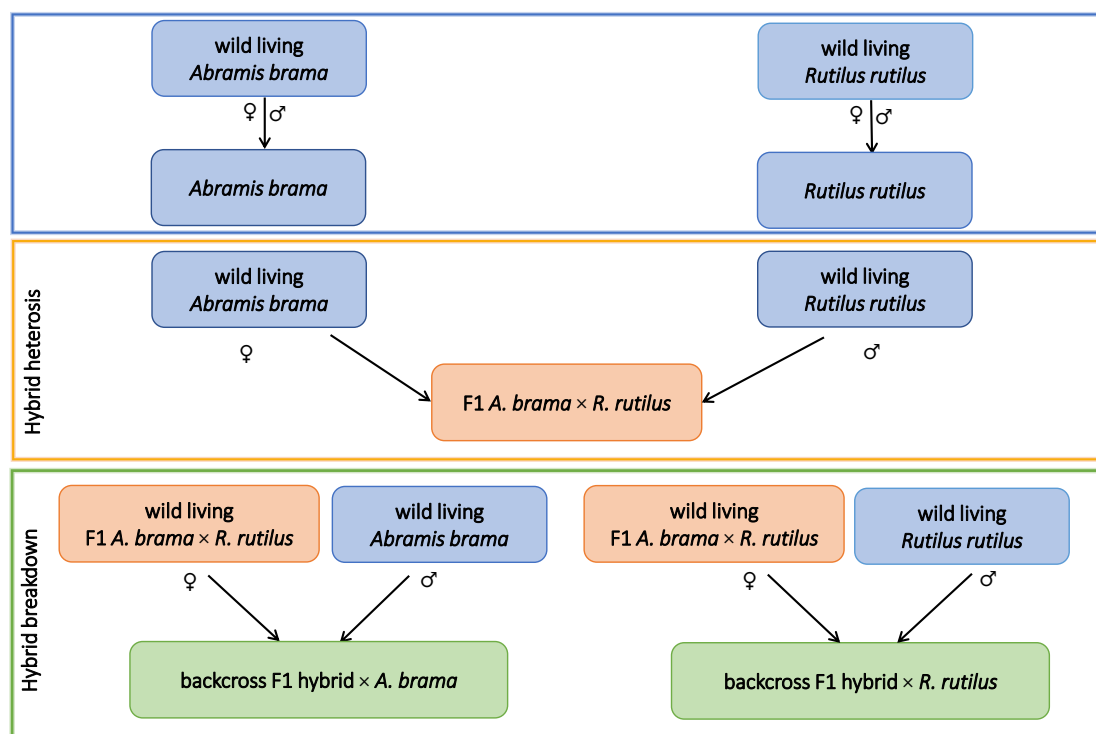 wild living
Abramis brama
♀ ♂
Abramis brama
wild living
Rutilus rutilus
♀ ♂
Rutilus rutilus
Hybrid heterosis
wild living
Abramis brama
♀
wild living
Rutilus rutilus
♂
F1 A. brama × R. rutilus
Hybrid breakdown
wild living
F1 A. brama × R. rutilus
♀
wild living
Abramis brama
♂
backcross F1 hybrid × A. brama
wild living
F1 A. brama × R. rutilus
♀
wild living
Rutilus rutilus
♂
backcross F1 hybrid × R. rutilus